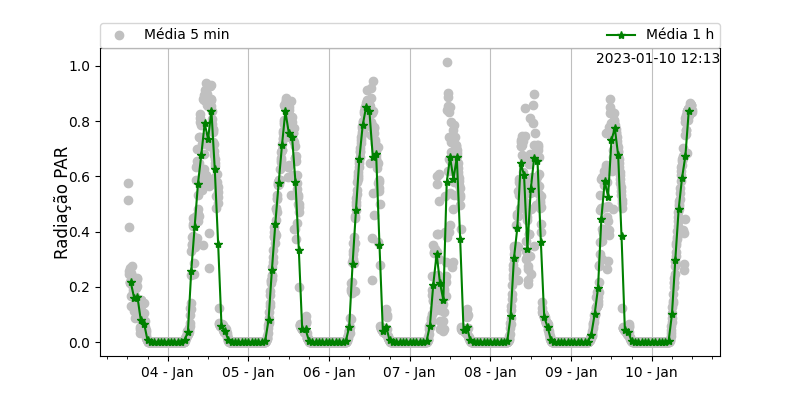 Média 5 min
Média 1 h
2023-01-10 12:13
Radiação PAR
1.0
0.8
0.6
0.4
0.2
0.0
04 - Jan
05 - Jan
06 - Jan
07 - Jan
08 - Jan
09 - Jan
10 - Jan